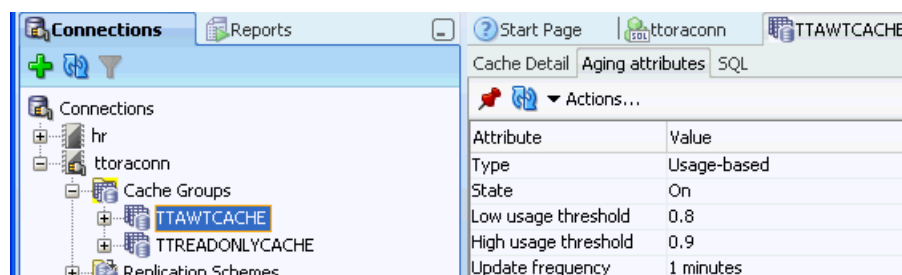 Connections Reports
Connections
hr
ttoraconn
Cache Groups
TTAWTCACHE
TTREADONLYCACHE
Replication Schemes
Start Page ttoraconn TTAWTCACHE
Cache Detail Aging attributes SQL
Actions...
Attribute Value
Type Usage-based
State On
Low usage threshold 0.8
High usage threshold 0.9
Update frequency 1 minutes